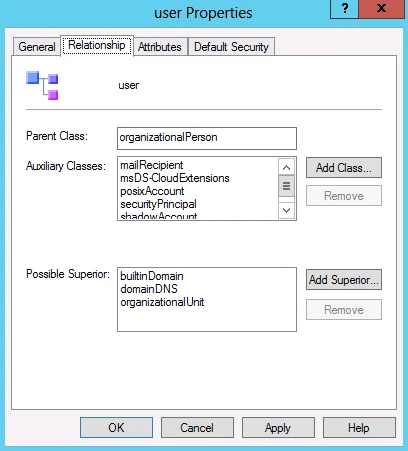 user Properties
? x
General Relationship Attributes Default Security
user
Parent Class: organizationalPerson
Auxiliary Classes: mailRecipient Add Class...
msDS-CloudExtensions
posixAccount Remove
securityPrincipal
shadowAccount
Possible Superior: builtinDomain Add Superior...
domainDNS
organizationalUnit Remove
OK Cancel Apply Help